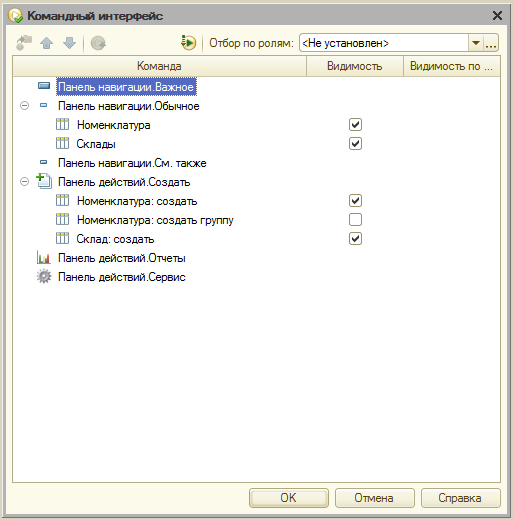 Командный интерфейс
Отбор по ролям: <Не установлен> ...
Команда Видимость Видимость по ...
Панель навигации.Важное
Панель навигации.Обычное
Номенклатура
Склады
Панель навигации.См. также
Панель действий.Создать
Номенклатура: создать
Номенклатура: создать группу
Склад: создать
Панель действий.Отчеты
Панель действий.Сервис
OK Отмена Справка